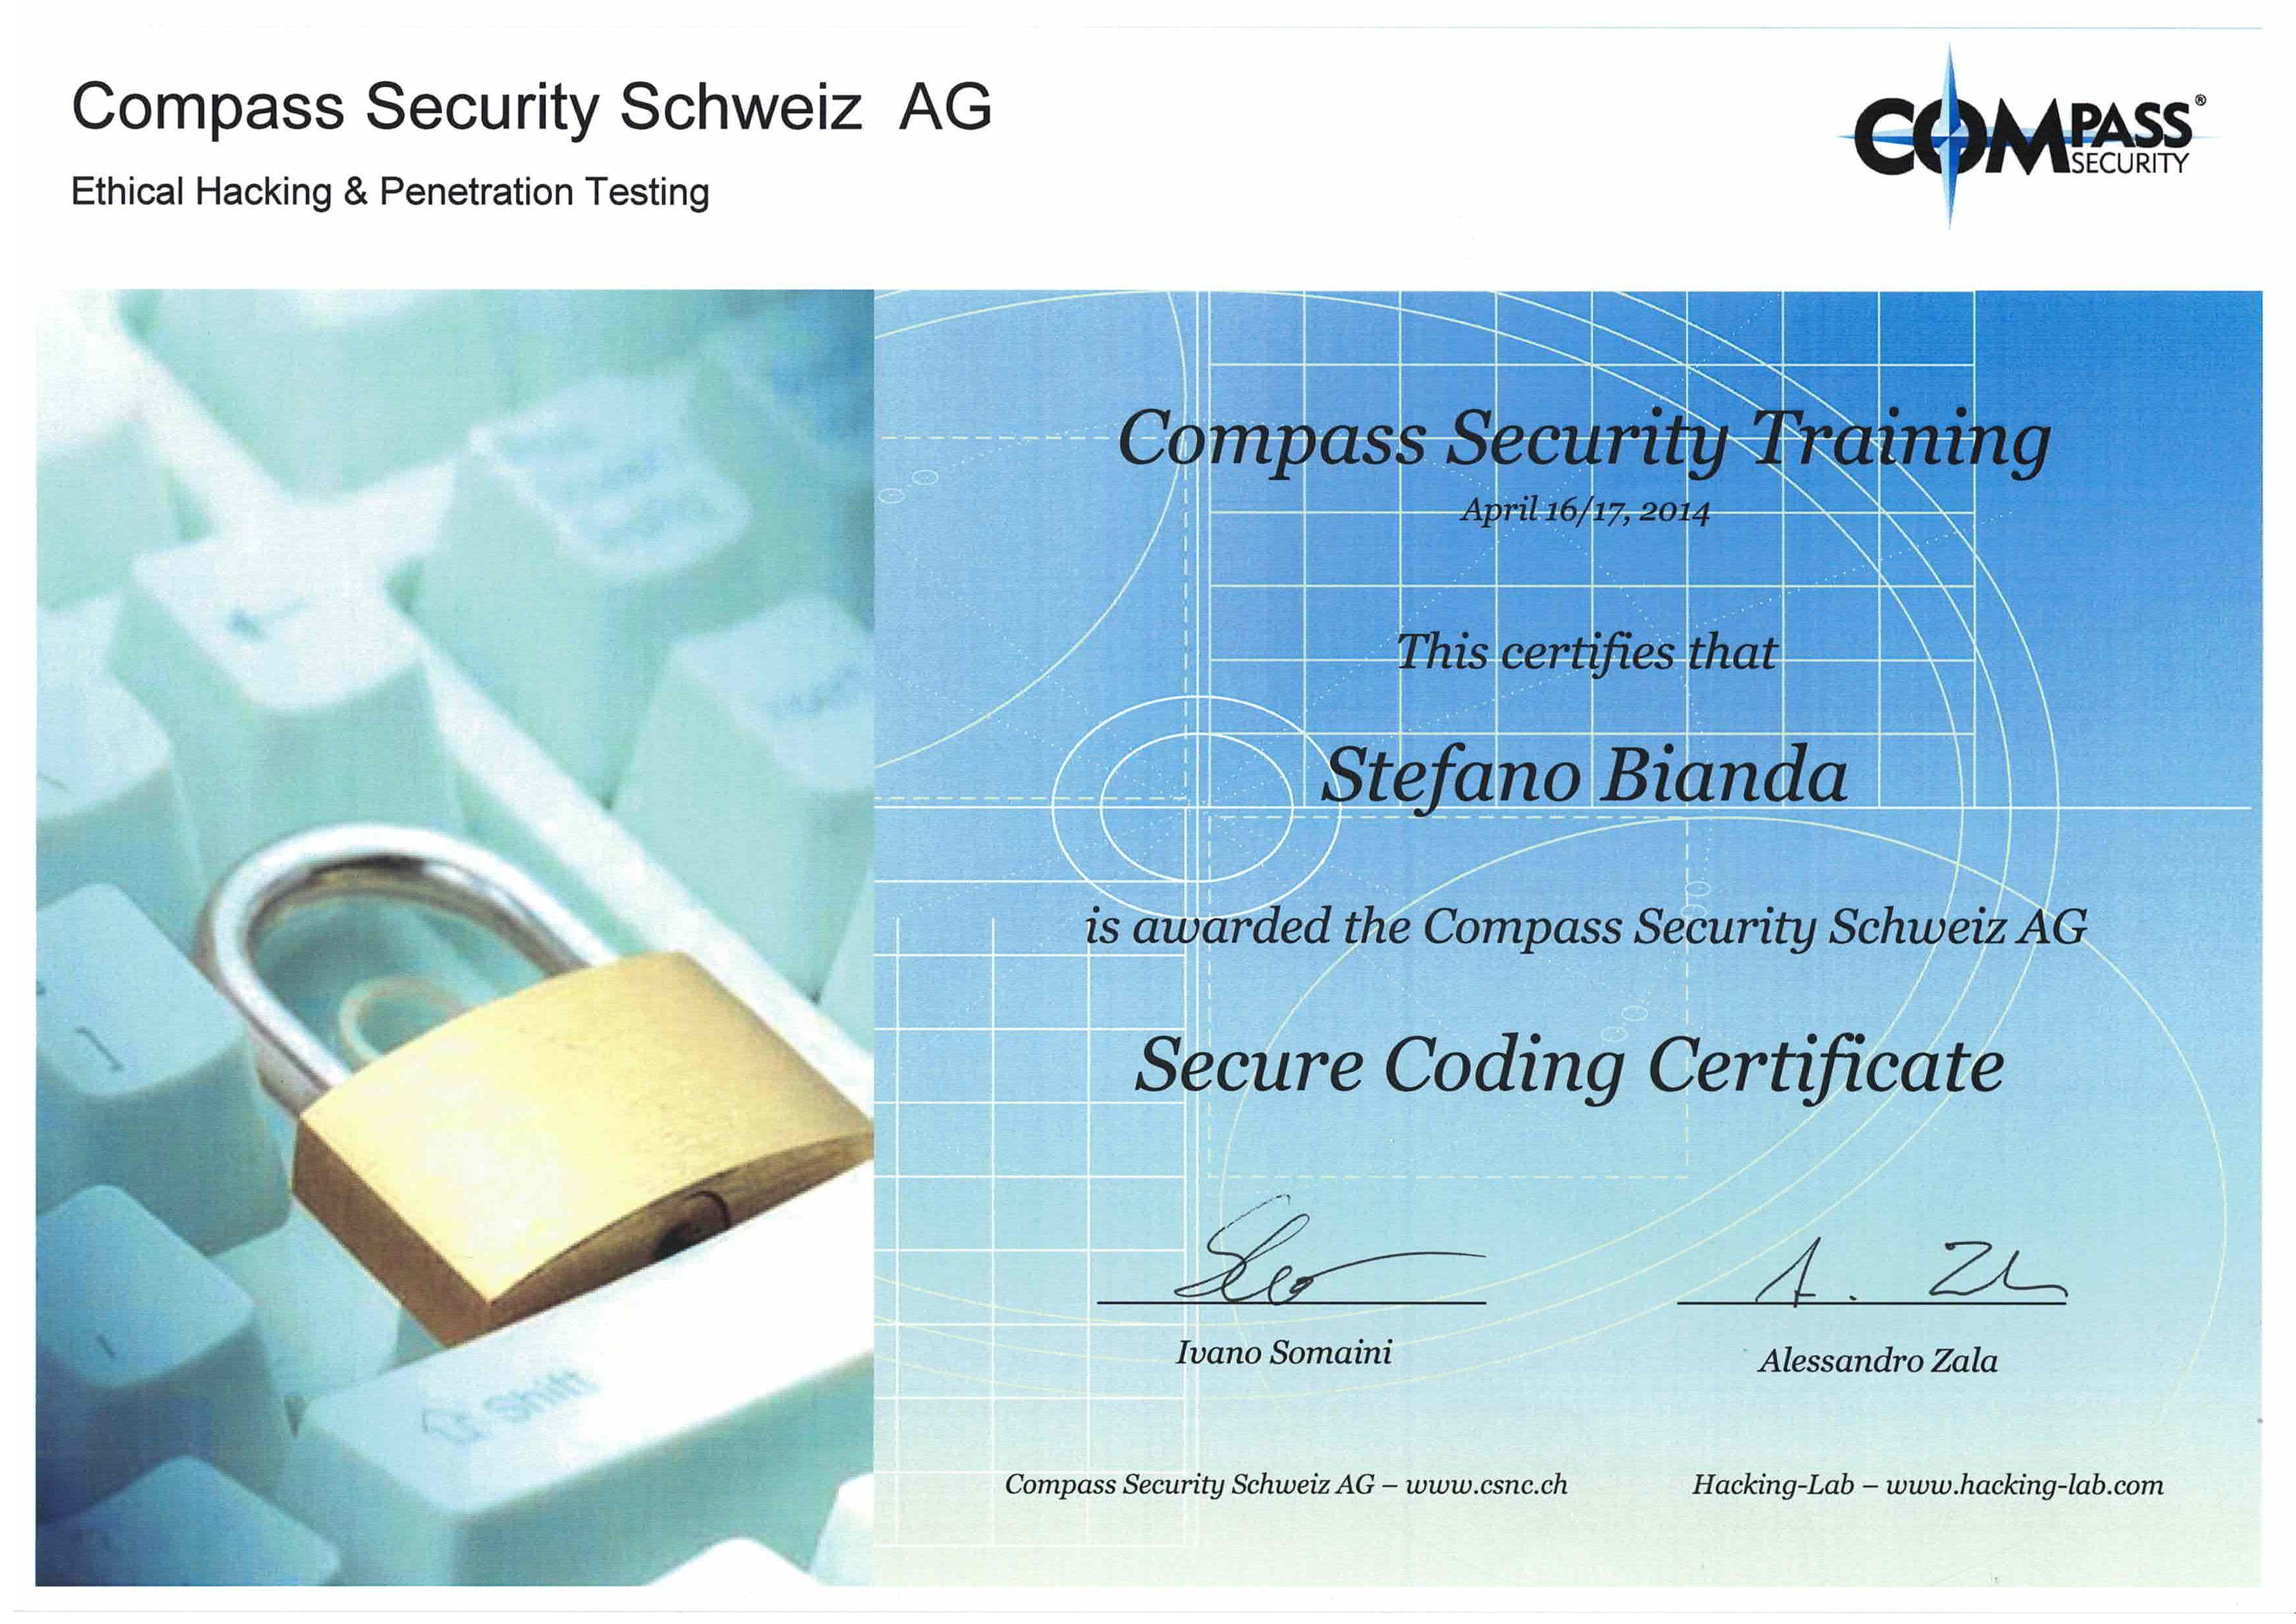 Compass Security Schweiz AG
Ethical Hacking & Penetration Testing
COMPASS®
SECURITY
Compass Security Training
April 16/17, 2014
This certifies that
Stefano Bianda
is awarded the Compass Security Schweiz AG
Secure Coding Certificate
A. Z
Ivano Somaini
Alessandro Zala
Compass Security Schweiz AG – www.csnc.ch
Hacking-Lab – www.hacking-lab.com
Shift